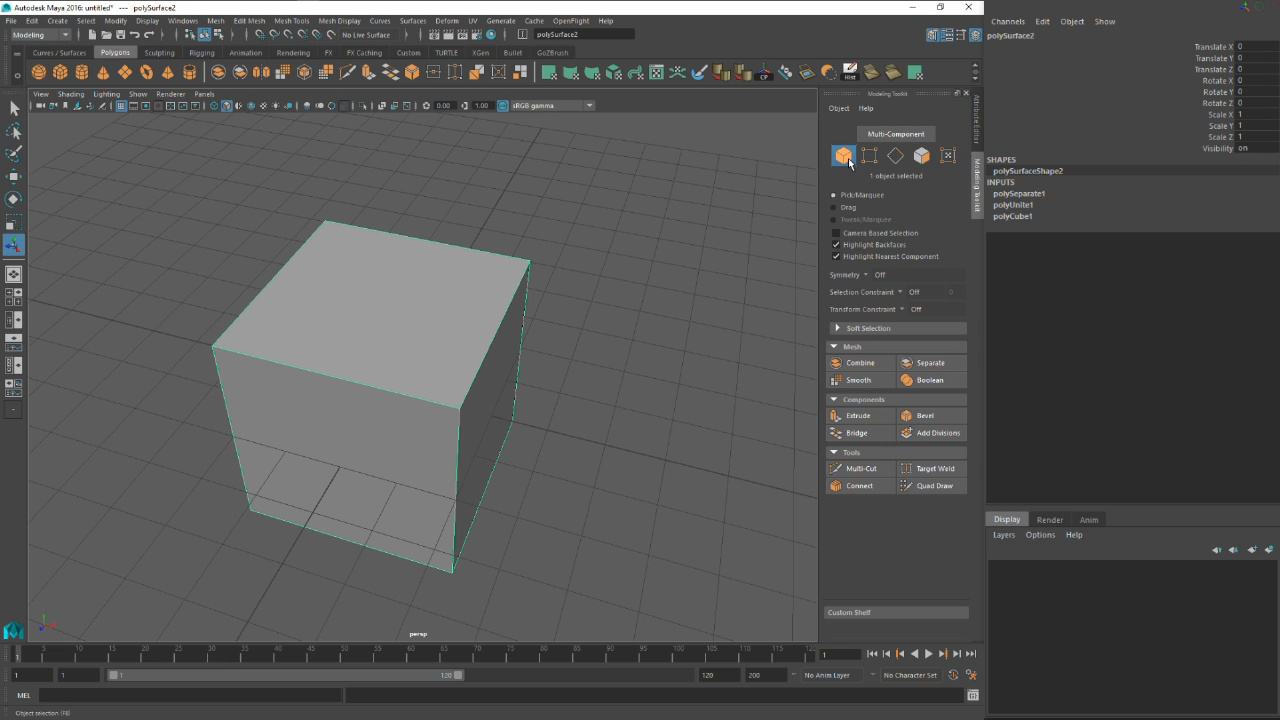 Autodesk Maya 2016: untitled* --- polySurface2
File Edit Create Select Modify Display Windows Mesh Edit Mesh Mesh Tools Mesh Display Curves Surfaces Deform UV Generate Cache OpenFlight Help
Modeling No Live Surface polySurface2
Curves / Surfaces Polygons Sculpting Rigging Animation Rendering FX FX Caching Custom TURTLE XGen Bullet GoZBrush
CP Hist
View Shading Lighting Show Renderer Panels
0.00 1.00 sRGB gamma
persp
Modeling Toolkit
Object Help
Multi-Component
1 object selected
Pick/Marquee
Drag
Tweak/Marquee
Camera Based Selection
Highlight Backfaces
Highlight Nearest Component
Symmetry Off
Selection Constraint Off 0
Transform Constraint Off
Soft Selection
Mesh
Combine Separate
Smooth Boolean
Components
Extrude Bevel
Bridge Add Divisions
Tools
Multi-Cut Target Weld
Connect Quad Draw
Custom Shelf
Attribute Editor
Modeling Toolkit
Channels Edit Object Show
polySurface2
Translate X 0
Translate Y 0
Translate Z 0
Rotate X 0
Rotate Y 0
Rotate Z 0
Scale X 1
Scale Y 1
Scale Z 1
Visibility on
SHAPES
polySurfaceShape2
INPUTS
polySeparate1
polyUnite1
polyCube1
Display Render Anim
Layers Options Help
1 5 10 15 20 25 30 35 40 45 50 55 60 65 70 75 80 85 90 95 100 105 110 115 12 1
1 1 1 120 120 200 No Anim Layer No Character Set
MEL
Object selection (F8)